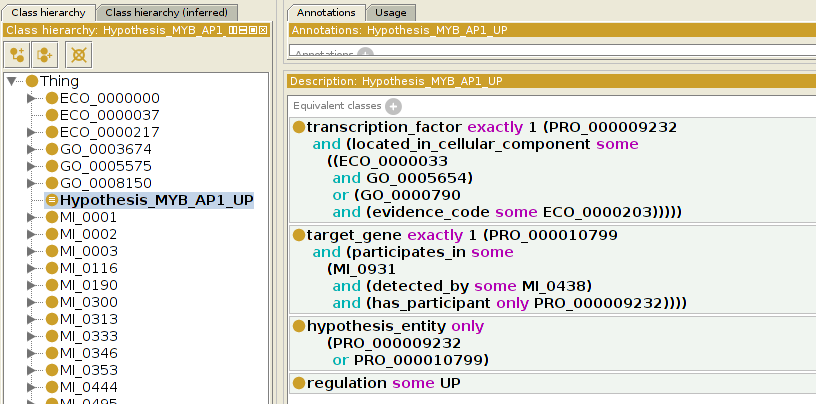 Class hierarchy Class hierarchy (inferred)
Class hierarchy: Hypothesis_MYB_AP1_
Thing
ECO_0000000
ECO_0000037
ECO_0000217
GO_0003674
GO_0005575
GO_0008150
Hypothesis_MYB_AP1_UP
MI_0001
MI_0002
MI_0003
MI_0116
MI_0190
MI_0300
MI_0313
MI_0333
MI_0346
MI_0353
MI_0444
MI_0495
Annotations Usage
Annotations: Hypothesis_MYB_AP1_UP
Annotations
Description: Hypothesis_MYB_AP1_UP
Equivalent classes
transcription_factor exactly 1 (PRO_000009232
and (located_in_cellular_component some
((ECO_0000033
and GO_0005654)
or (GO_0000790
and (evidence_code some ECO_0000203)))))
target_gene exactly 1 (PRO_000010799
and (participates_in some
(MI_0931
and (detected_by some MI_0438)
and (has_participant only PRO_000009232))))
hypothesis_entity only
(PRO_000009232
or PRO_000010799)
regulation some UP